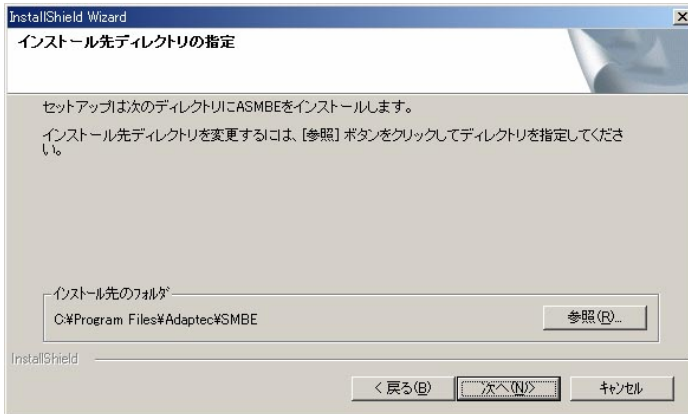 InstallShield Wizard
インストール先ディレクトリの指定
セットアップは次のディレクトリにASMBEをインストールします。
インストール先ディレクトリを変更するには、[参照] ボタンをクリックしてディレクトリを指定してくださ
い。
インストール先のフォルダ
C:¥Program Files¥Adaptec¥SMBE
参照(R)...
InstallShield
< 戻る(B)
次へ(N)>
キャンセル